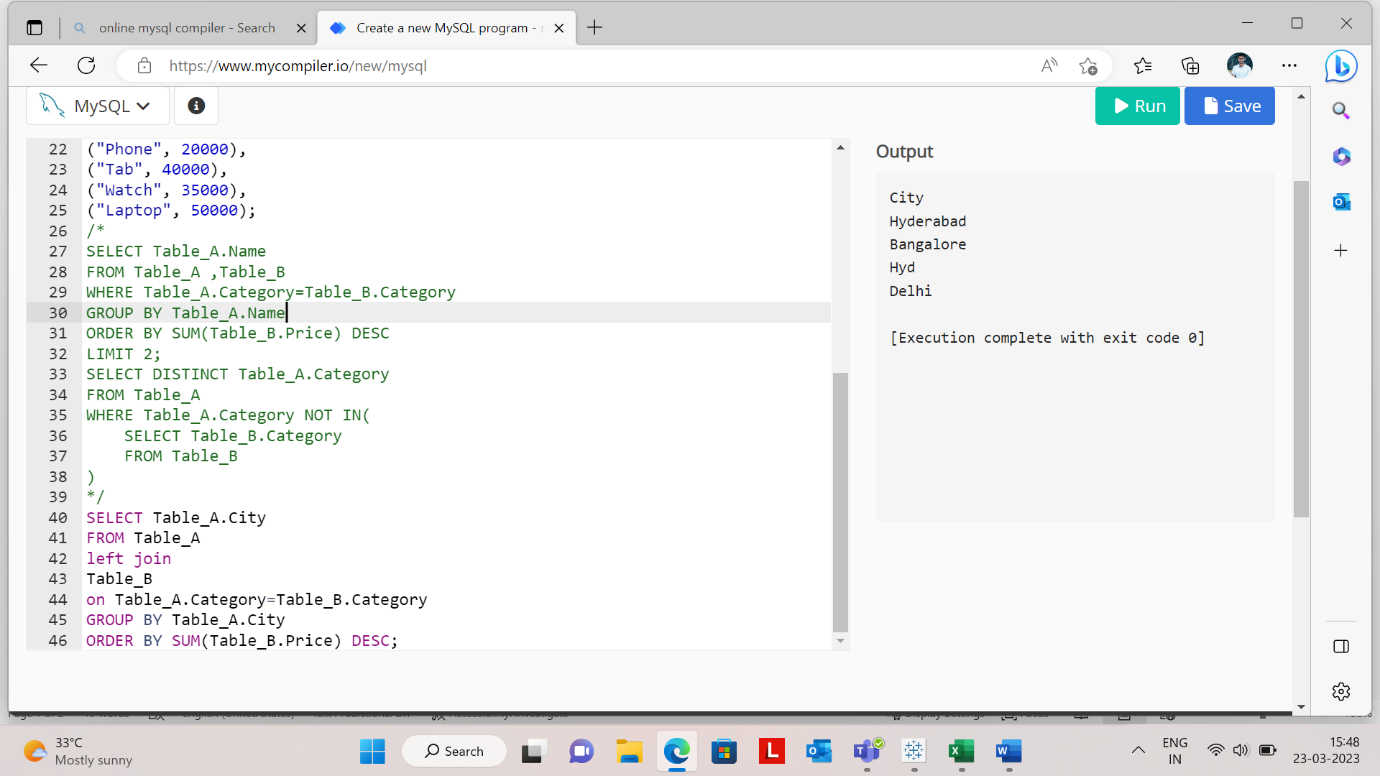 online mysql compiler - Search
Create a new MySQL program -
https://www.mycompiler.io/new/mysql
MySQL
Run
Save
22 ("Phone", 20000),
23 ("Tab", 40000),
24 ("Watch", 35000),
25 ("Laptop", 50000);
26 /*
27 SELECT Table_A.Name
28 FROM Table_A ,Table_B
29 WHERE Table_A.Category=Table_B.Category
30 GROUP BY Table_A.Name
31 ORDER BY SUM(Table_B.Price) DESC
32 LIMIT 2;
33 SELECT DISTINCT Table_A.Category
34 FROM Table_A
35 WHERE Table_A.Category NOT IN(
36 SELECT Table_B.Category
37 FROM Table_B
38 )
39 */
40 SELECT Table_A.City
41 FROM Table_A
42 left join
43 Table_B
44 on Table_A.Category=Table_B.Category
45 GROUP BY Table_A.City
46 ORDER BY SUM(Table_B.Price) DESC;
Output
City
Hyderabad
Bangalore
Hyd
Delhi
[Execution complete with exit code 0]
33°C
Mostly sunny
Search
ENG
IN
15:48
23-03-2023